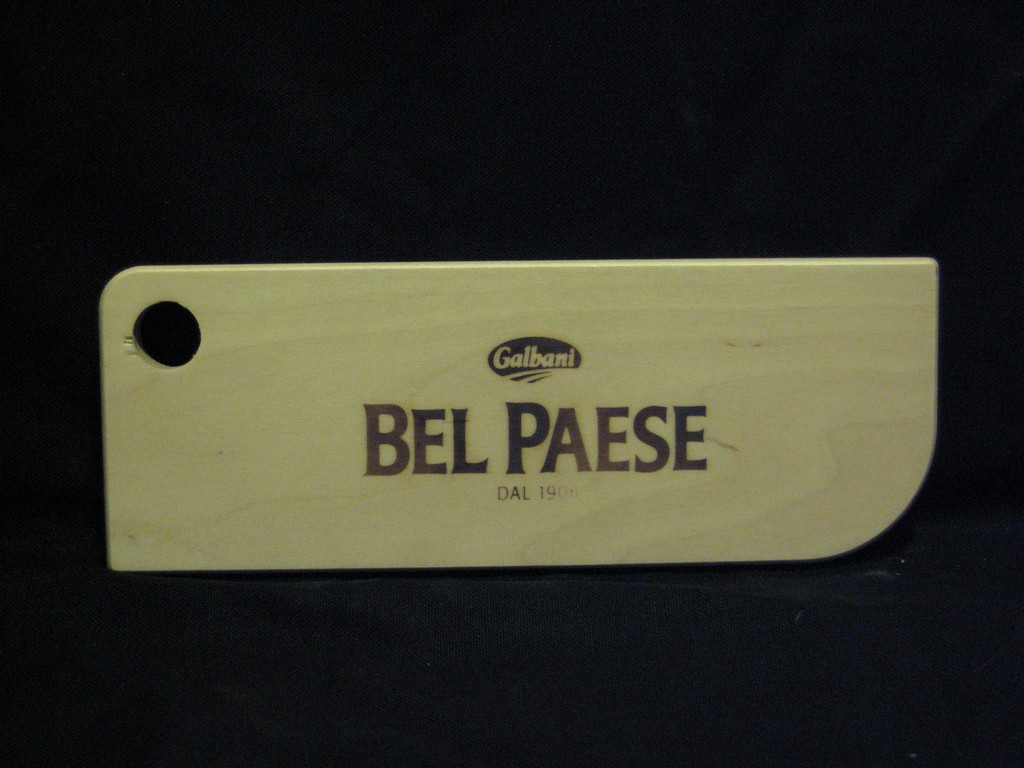 Galbani
BEL PAESE
DAL 1906